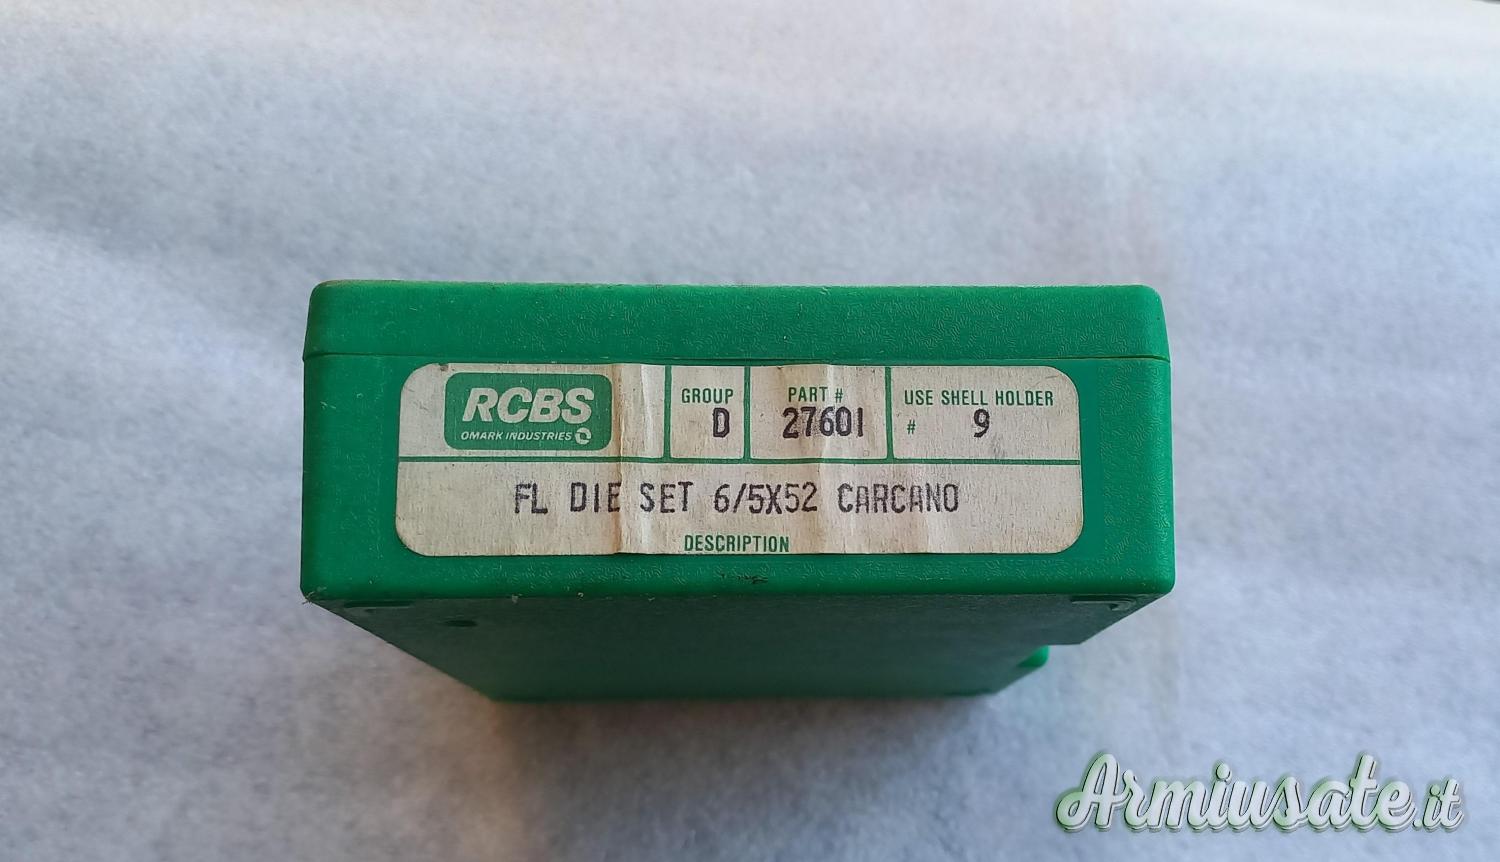 RCBS
OMARK INDUSTRIES
GROUP
D
PART #
27601
USE SHELL HOLDER
# 9
FL DIE SET 6/5X52 CARCANO
DESCRIPTION
Armiusate.it